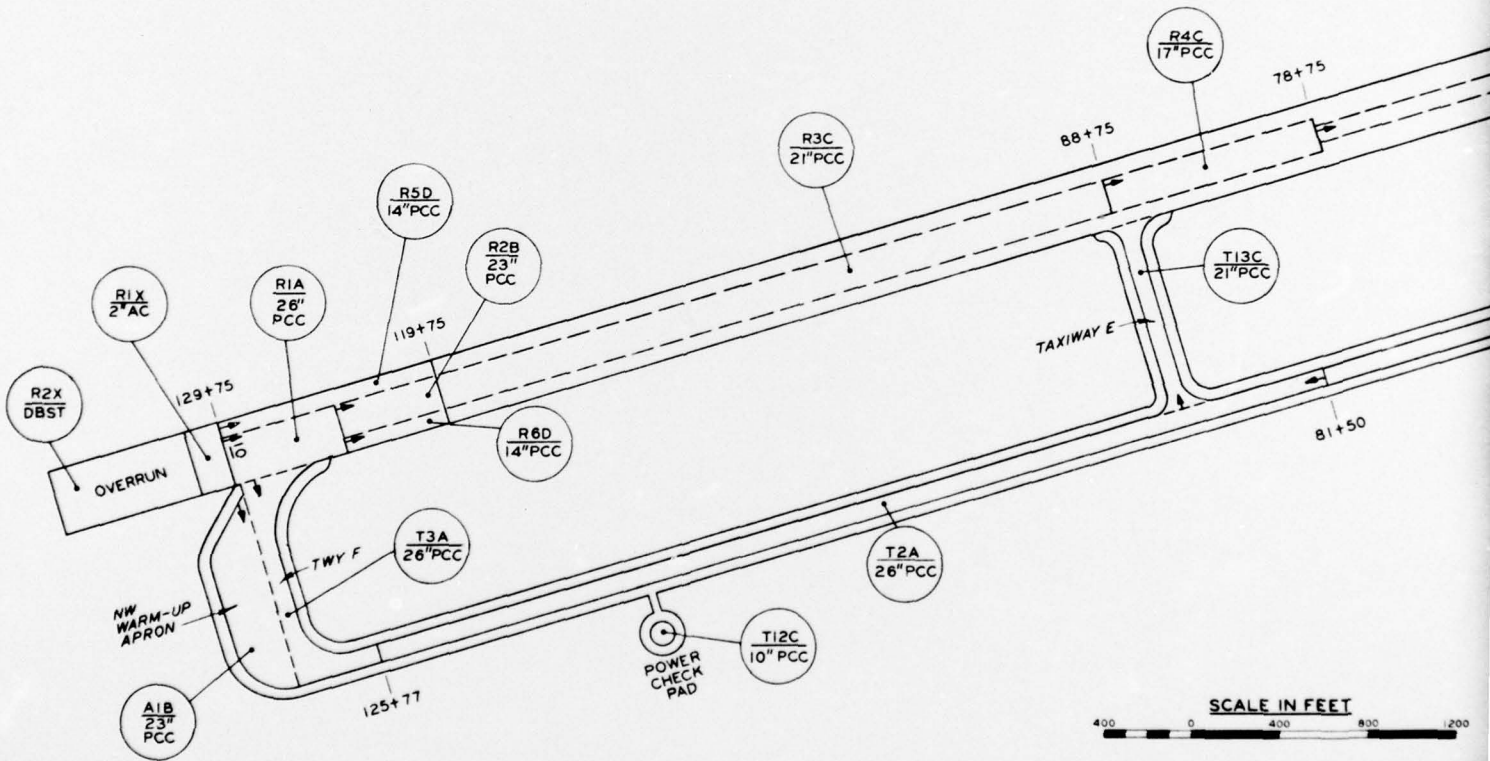 R4C
17"PCC
78+75
R3C
21"PCC
88+75
R5D
14"PCC
R2B
23"
PCC
T13C
21"PCC
R1X
2"AC
R1A
26"
PCC
119+75
TAXIWAY E
129+75
R2X
DBST
10
R6D
14"PCC
81+50
OVERRUN
T3A
26"PCC
TWY F
T2A
26"PCC
NW
WARM-UP
APRON
T12C
10"PCC
POWER
CHECK
PAD
125+77
A1B
23"
PCC
SCALE IN FEET
400 0 400 800 1200